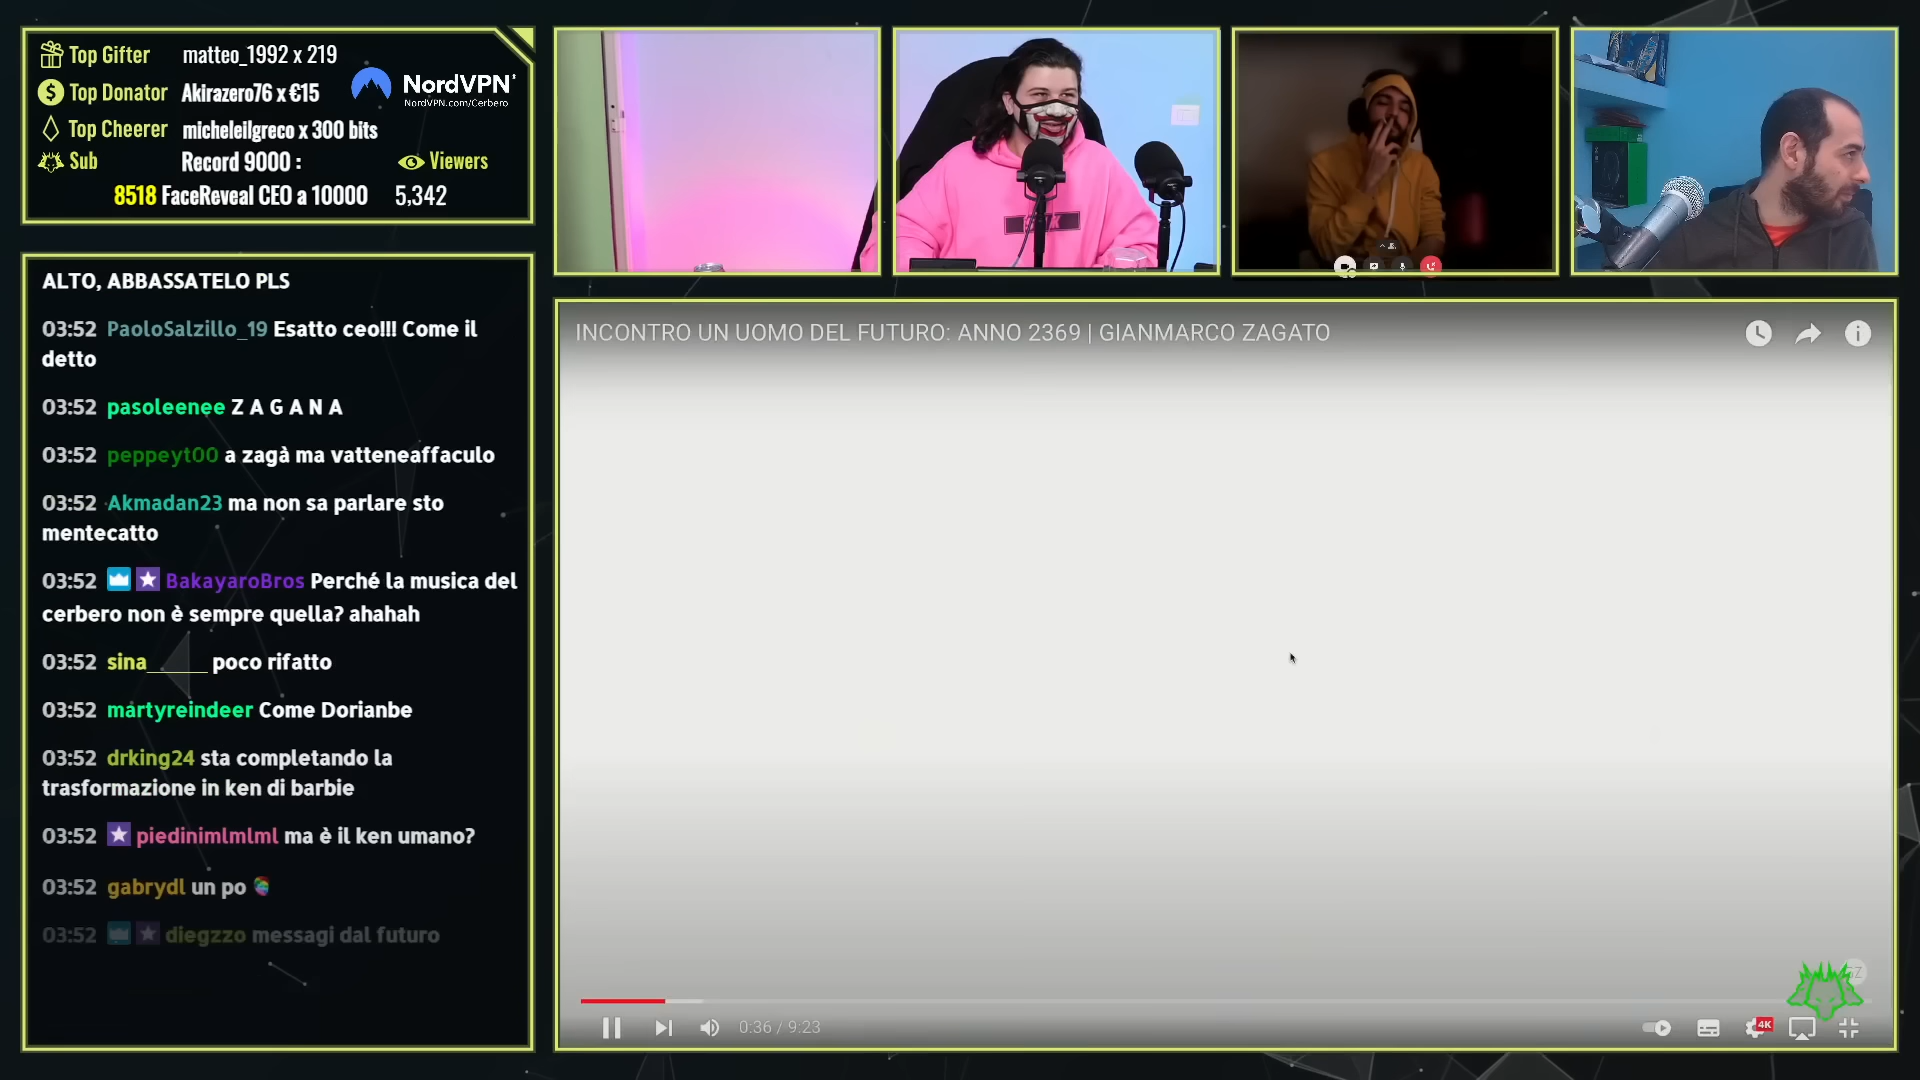 Top Gifter matteo_1992 x 219
Top Donator Akirazero76 x €15
NordVPN
NordVPN.com/Cerbero
Top Cheerer micheleilgreco x 300 bits
Sub Record 9000 : Viewers
8518 FaceReveal CEO a 10000 5,342
ALTO, ABBASSATELO PLS
03:52 PaoloSalzillo_19 Esatto ceo!!! Come il
detto
03:52 pasoleenee Z A G A N A
03:52 peppeyt00 a zagà ma vatteneaffaculo
03:52 Akmadan23 ma non sa parlare sto
mentecatto
03:52 BakayaroBros Perché la musica del
cerbero non è sempre quella? ahahah
03:52 sina_____ poco rifatto
03:52 martyreindeer Come Dorianbe
03:52 drking24 sta completando la
trasformazione in ken di barbie
03:52 piedinimlmlml ma è il ken umano?
03:52 gabrydl un po
03:52 diegzzo messagi dal futuro
INCONTRO UN UOMO DEL FUTURO: ANNO 2369 | GIANMARCO ZAGATO
0:36 / 9:23
4K